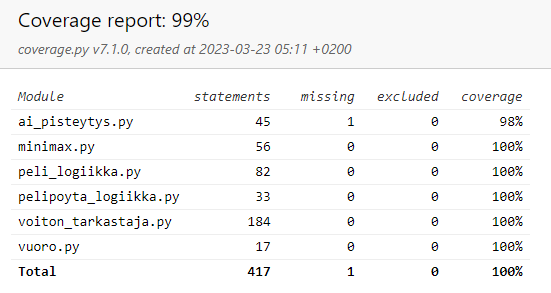 Coverage report: 99%
coverage.py v7.1.0, created at 2023-03-23 05:11 +0200
Module statements missing excluded coverage
ai_pisteytys.py 45 1 0 98%
minimax.py 56 0 0 100%
peli_logiikka.py 82 0 0 100%
pelipoyta_logiikka.py 33 0 0 100%
voiton_tarkastaja.py 184 0 0 100%
vuoro.py 17 0 0 100%
Total 417 1 0 100%